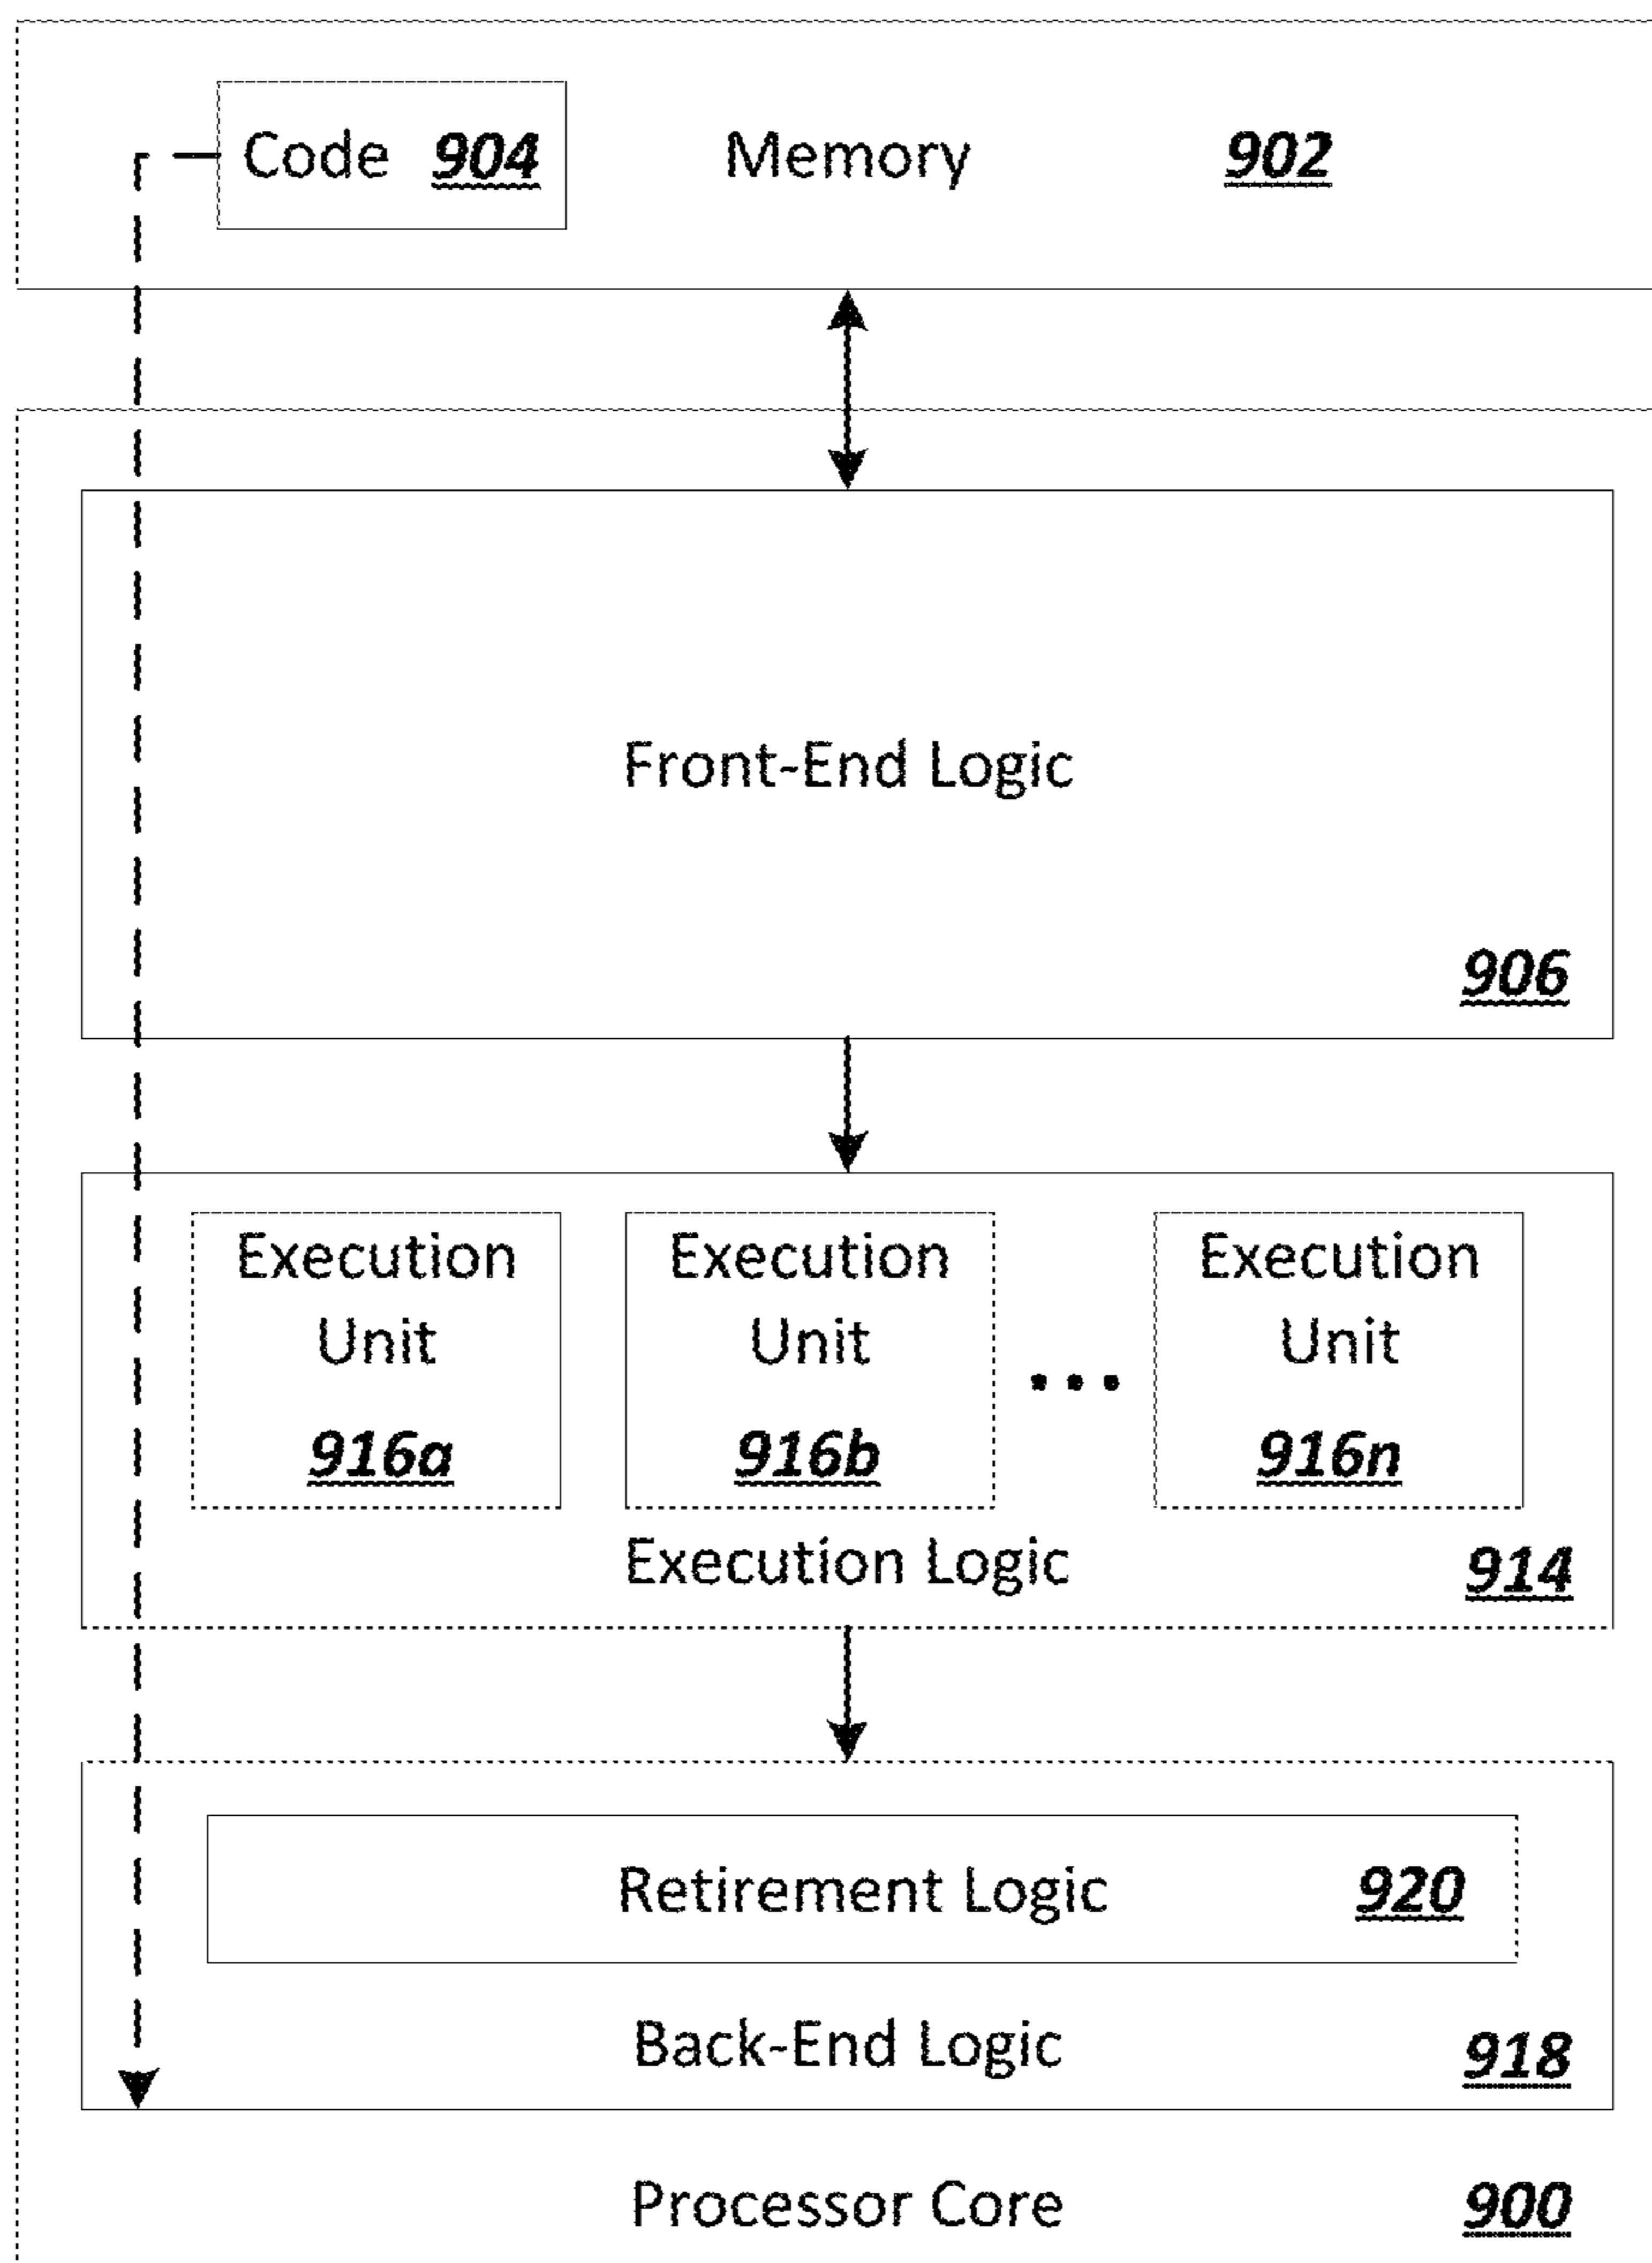 Code 904 Memory 902
Front-End Logic
906
Execution Execution Execution
Unit Unit Unit
...
916a 916b 916n
Execution Logic 914
Retirement Logic 920
Back-End Logic 918
Processor Core 900